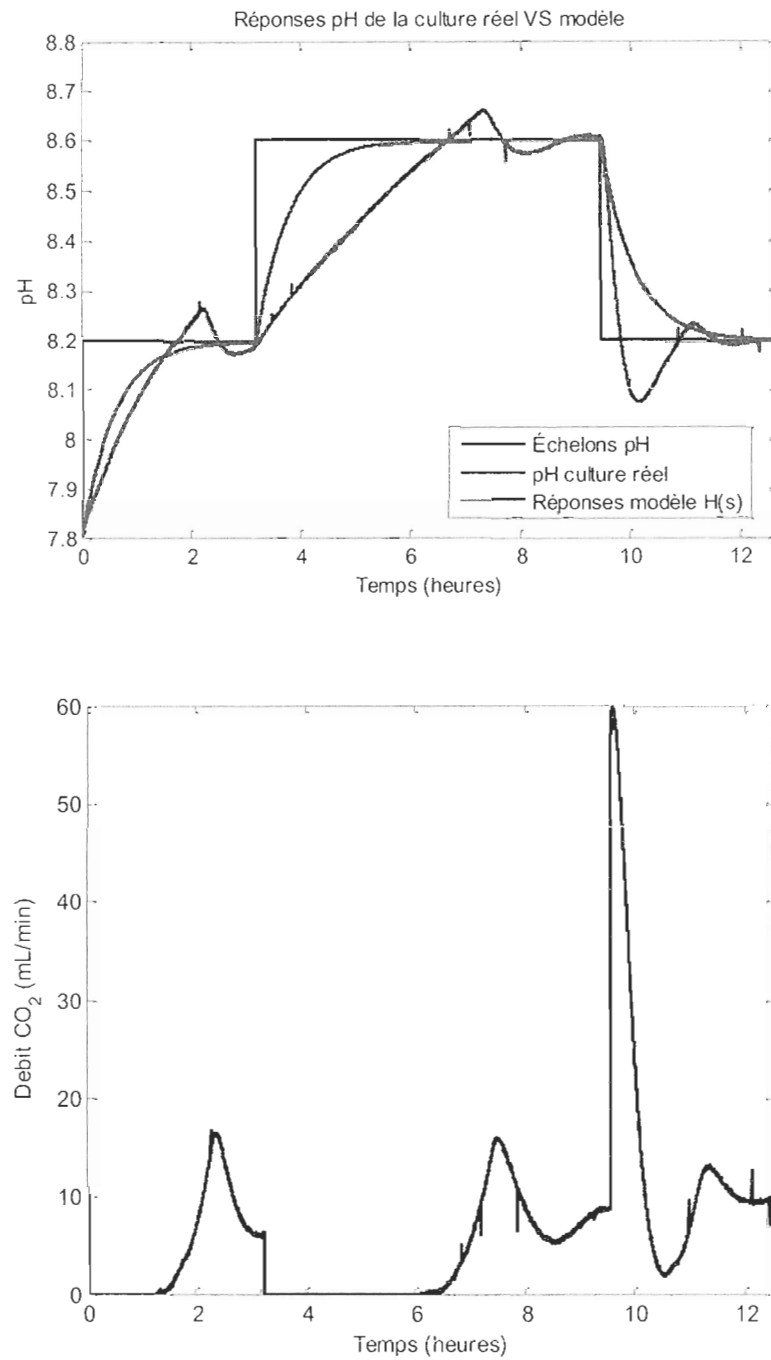 Réponses pH de la culture réel VS modèle
8.8
8.7
8.6
8.5
8.4
8.3
8.2
8.1
8
7.9
7.8
pH
Échelons pH
pH culture réel
Réponses modèle H(s)
0 2 4 6 8 10 12
Temps (heures)
60
50
40
30
20
10
0
Debit CO₂ (mL/min)
0 2 4 6 8 10 12
Temps (heures)